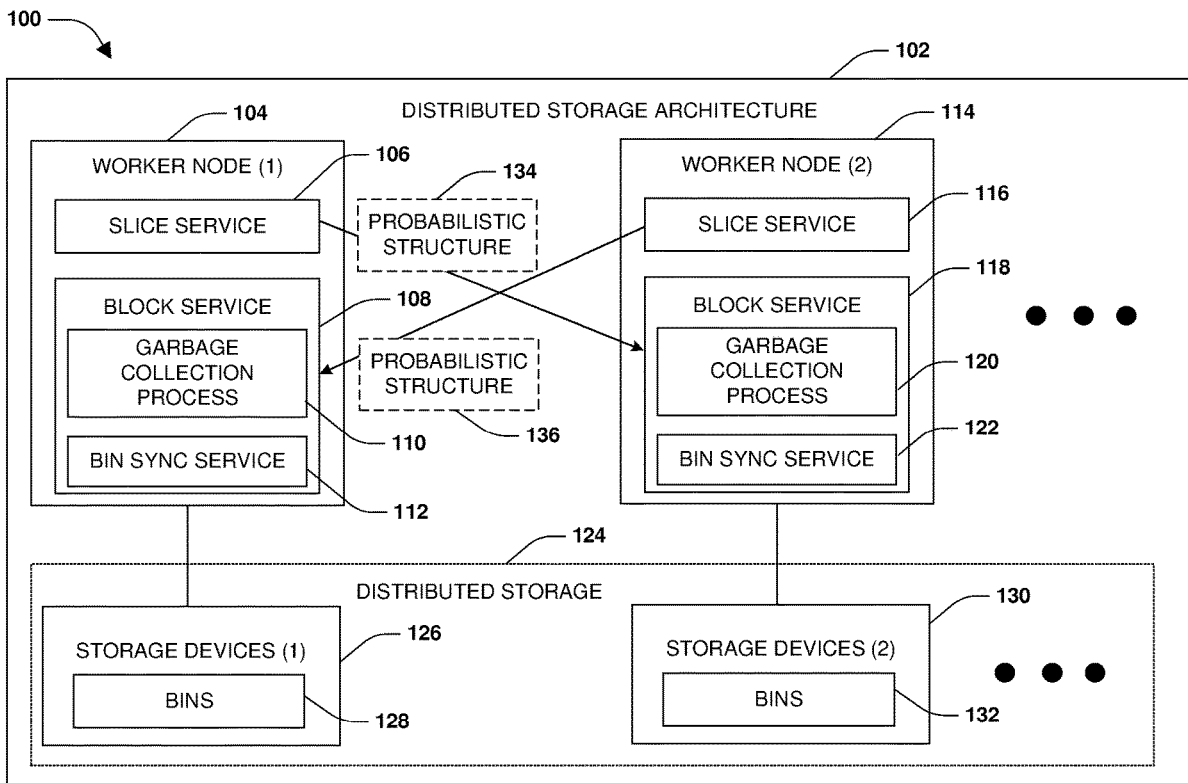 100
102
DISTRIBUTED STORAGE ARCHITECTURE
104
WORKER NODE (1)
106
SLICE SERVICE
134
PROBABILISTIC
STRUCTURE
114
WORKER NODE (2)
116
SLICE SERVICE
108
BLOCK SERVICE
GARBAGE
COLLECTION
PROCESS
110
BIN SYNC SERVICE
112
PROBABILISTIC
STRUCTURE
136
118
BLOCK SERVICE
GARBAGE
COLLECTION
PROCESS
120
BIN SYNC SERVICE
122
124
DISTRIBUTED STORAGE
126
STORAGE DEVICES (1)
BINS
128
130
STORAGE DEVICES (2)
BINS
132